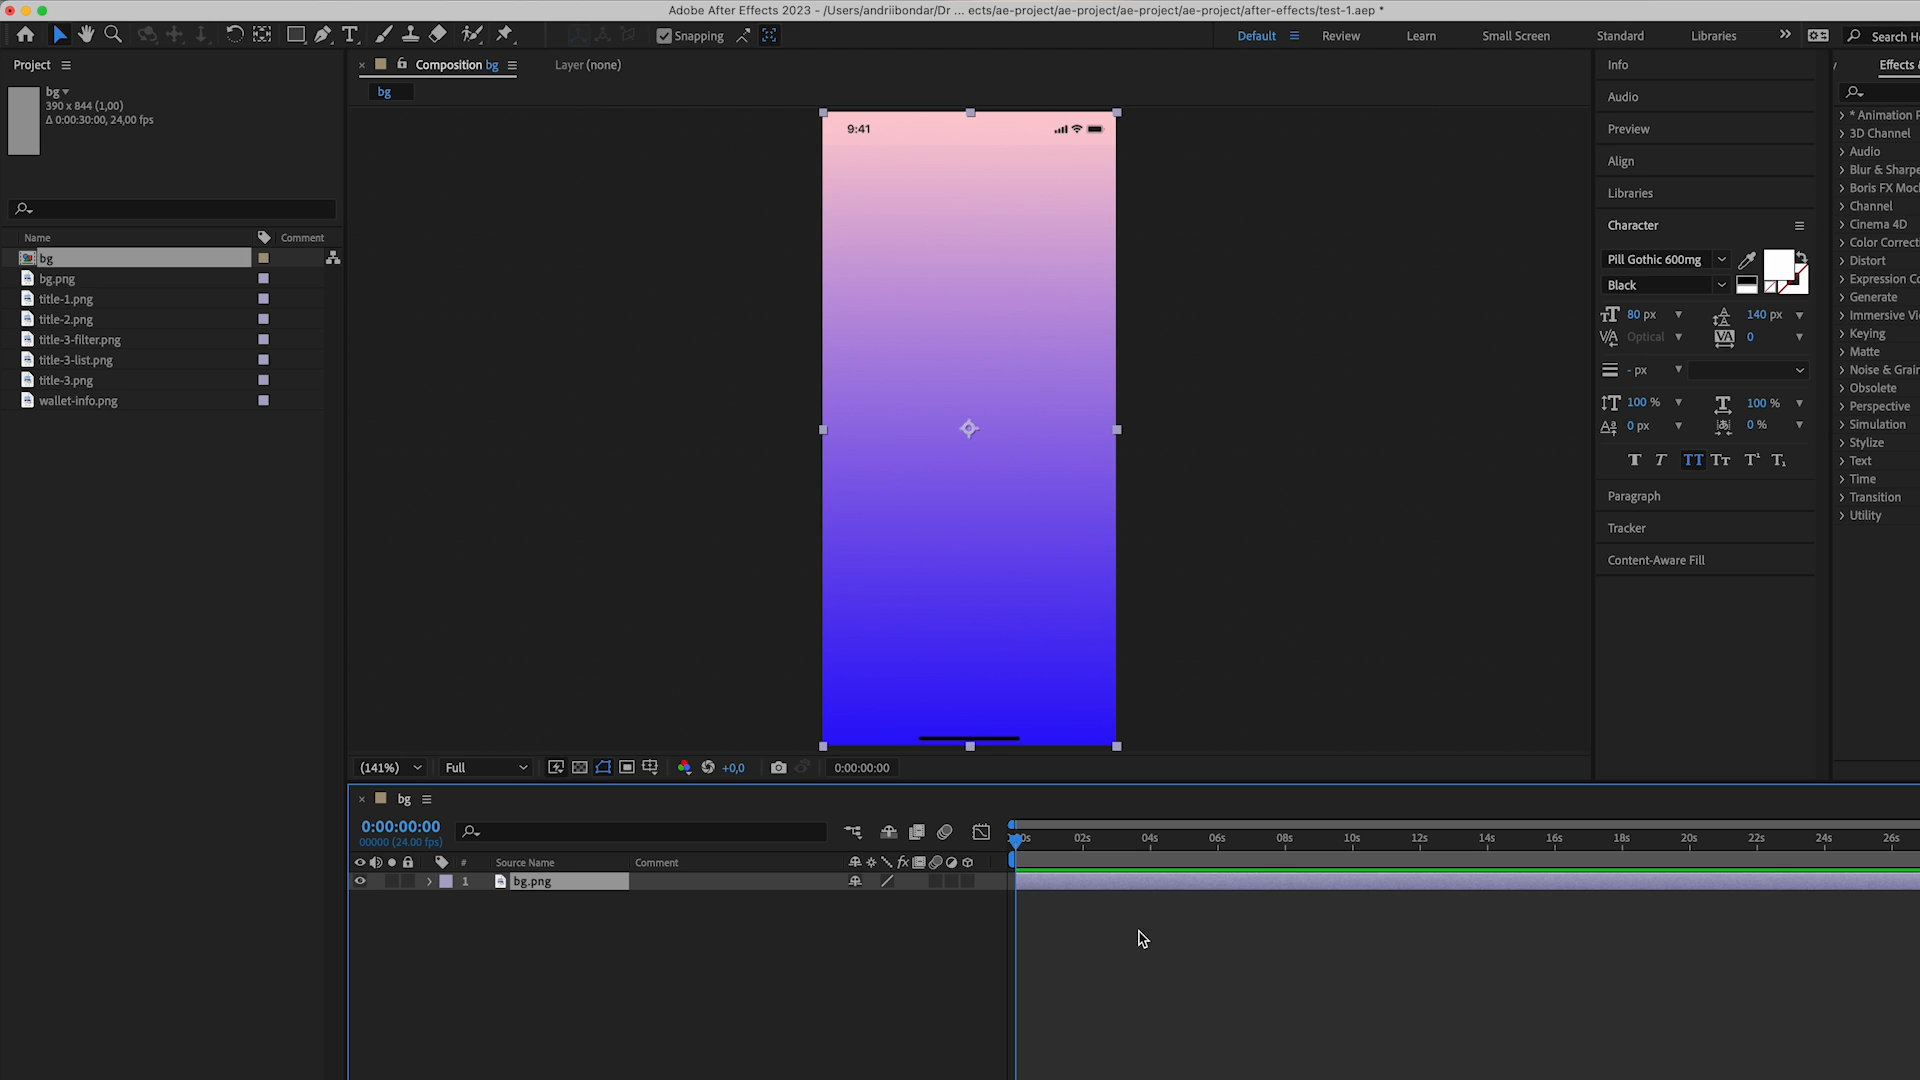 Adobe After Effects 2023 - /Users/andriibondar/Dr ... ects/ae-project/ae-project/ae-project/ae-project/after-effects/test-1.aep *
Snapping
Default
Review
Learn
Small Screen
Standard
Libraries
Search He
Project
bg
390 x 844 (1,00)
Δ 0:00:30:00, 24,00 fps
Name
Comment
bg
bg.png
title-1.png
title-2.png
title-3-filter.png
title-3-list.png
title-3.png
wallet-info.png
Composition bg
Layer (none)
bg
9:41
(141%)
Full
+0,0
0:00:00:00
Info
Audio
Preview
Align
Libraries
Character
Pill Gothic 600mg
Black
80 px
140 px
Optical
0
- px
100 %
100 %
0 px
0 %
Paragraph
Tracker
Content-Aware Fill
Effects &
* Animation P
3D Channel
Audio
Blur & Sharpe
Boris FX Moc
Channel
Cinema 4D
Color Correcti
Distort
Expression Co
Generate
Immersive Vi
Keying
Matte
Noise & Grain
Obsolete
Perspective
Simulation
Stylize
Text
Time
Transition
Utility
bg
0:00:00:00
00000 (24.00 fps)
# Source Name Comment
1 bg.png
02s 04s 06s 08s 10s 12s 14s 16s 18s 20s 22s 24s 26s